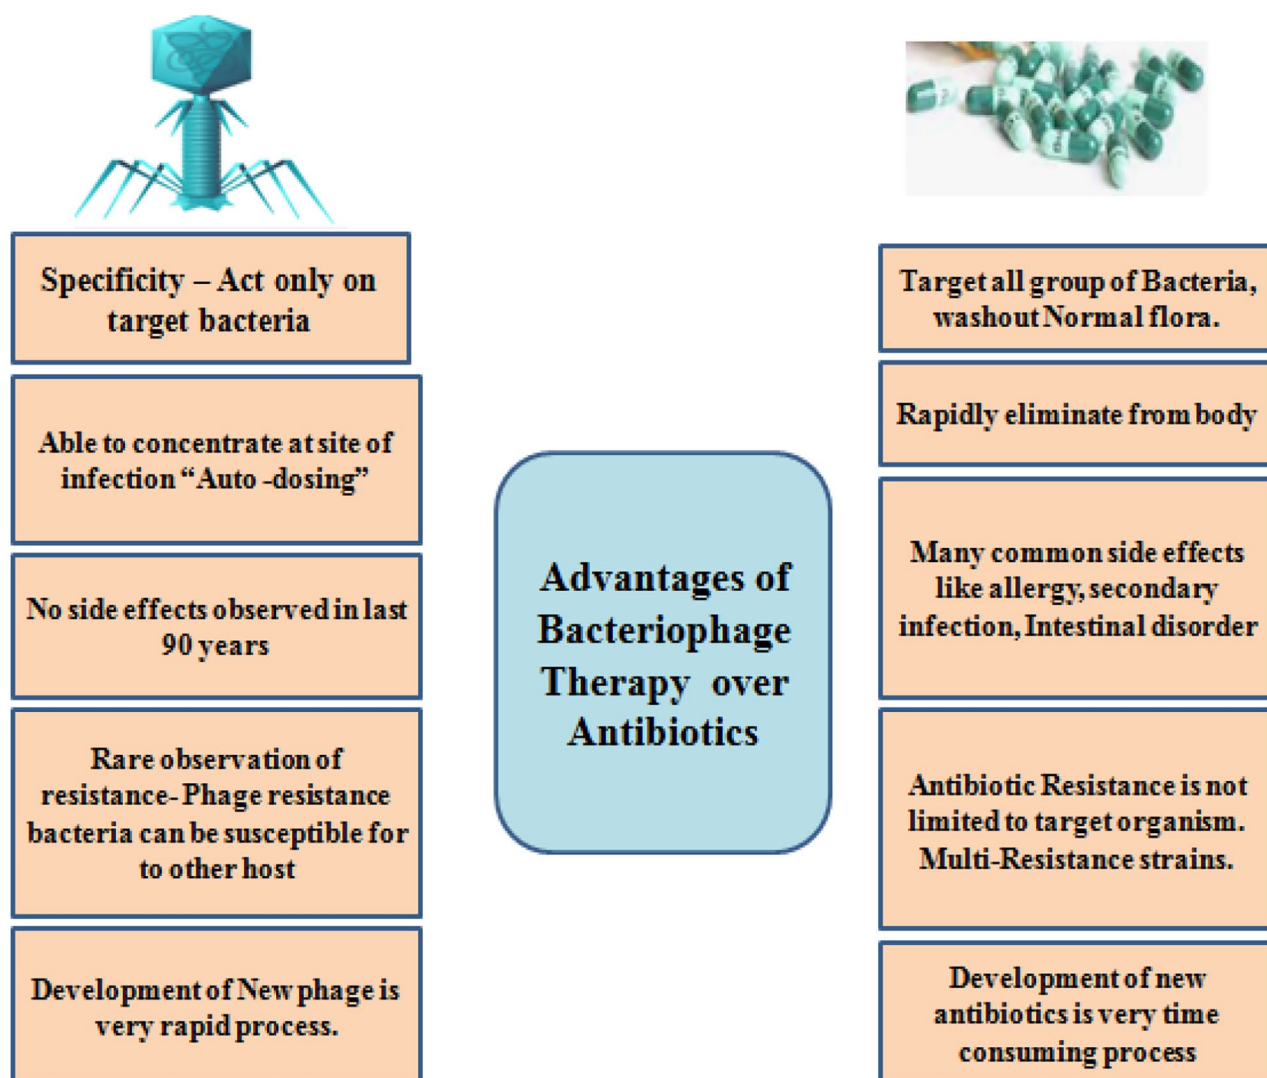 Specificity – Act only on
target bacteria
Able to concentrate at site of
infection “Auto -dosing”
No side effects observed in last
90 years
Rare observation of
resistance- Phage resistance
bacteria can be susceptible for
to other host
Development of New phage is
very rapid process.
Advantages of
Bacteriophage
Therapy over
Antibiotics
Target all group of Bacteria,
washout Normal flora.
Rapidly eliminate from body
Many common side effects
like allergy, secondary
infection, Intestinal disorder
Antibiotic Resistance is not
limited to target organism.
Multi-Resistance strains.
Development of new
antibiotics is very time
consuming process